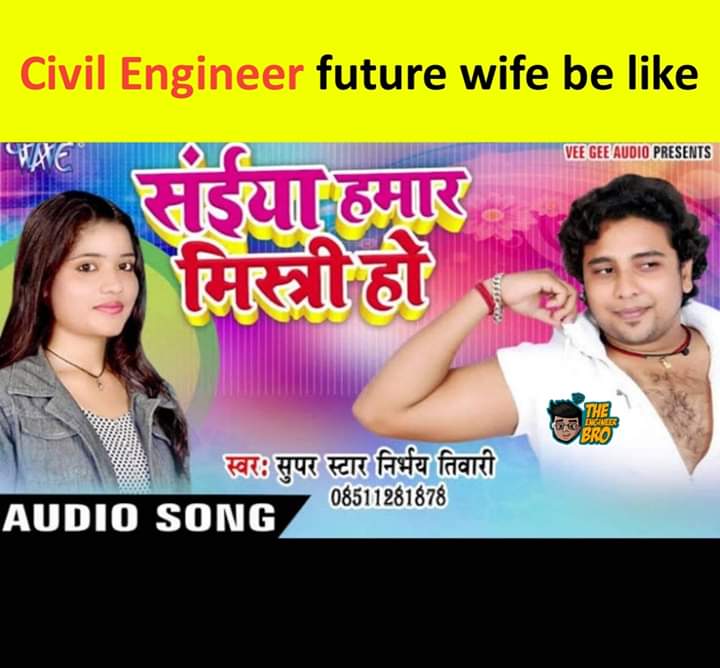 Civil Engineer future wife be like
WAVE
VEE GEE AUDIO PRESENTS
संईया हमार
मिस्त्री हो
THE
ENGINEER
BRO
स्वर: सुपर स्टार निर्भय तिवारी
08511281878
AUDIO SONG